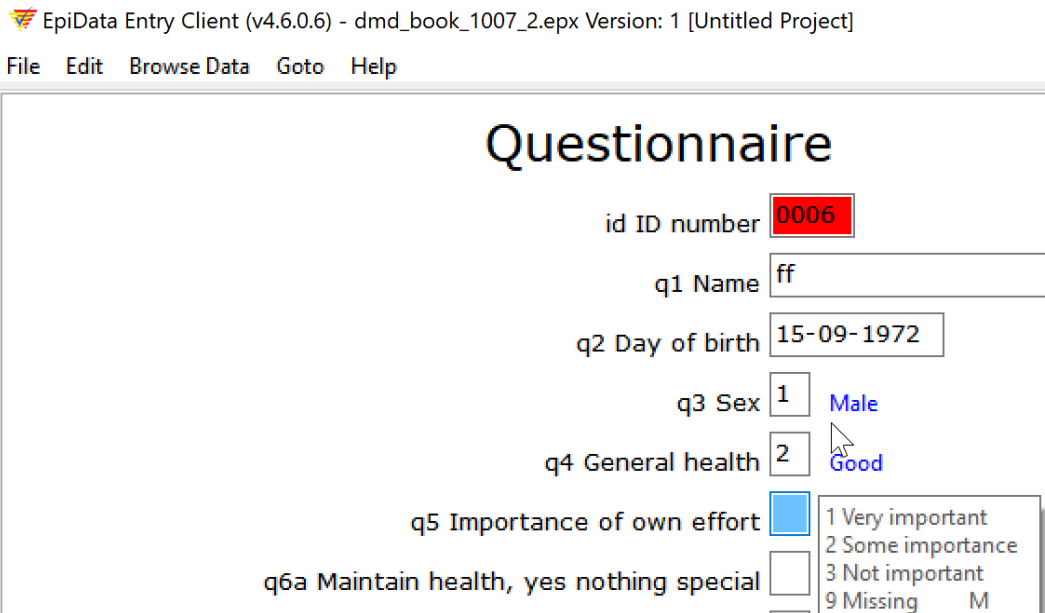 EpiData Entry Client (v4.6.0.6) - dmd_book_1007_2.epx Version: 1 [Untitled Project]
File Edit Browse Data Goto Help
Questionnaire
id ID number 0006
q1 Name ff
q2 Day of birth 15-09-1972
q3 Sex 1 Male
q4 General health 2 Good
q5 Importance of own effort
1 Very important
2 Some importance
q6a Maintain health, yes nothing special
3 Not important
9 Missing M